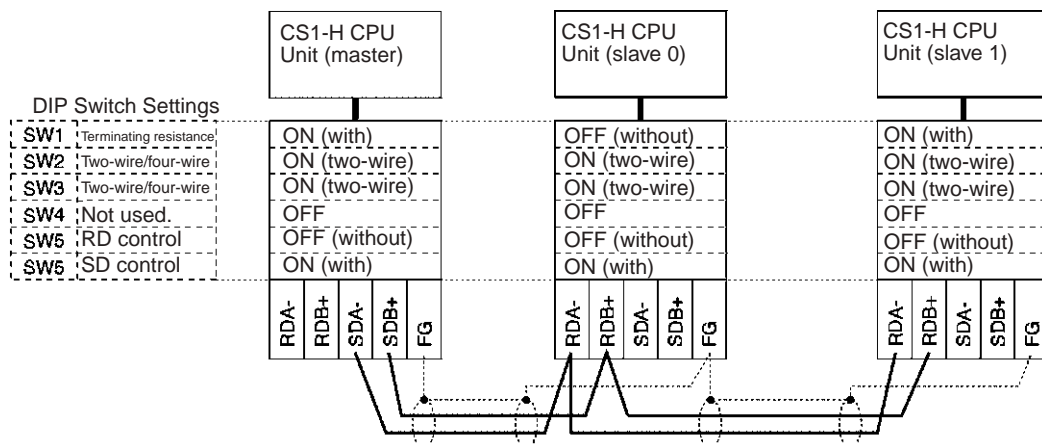 CS1-H CPU
Unit (master)
CS1-H CPU
Unit (slave 0)
CS1-H CPU
Unit (slave 1)
DIP Switch Settings
SW1 Terminating resistance ON (with) OFF (without) ON (with)
SW2 Two-wire/four-wire ON (two-wire) ON (two-wire) ON (two-wire)
SW3 Two-wire/four-wire ON (two-wire) ON (two-wire) ON (two-wire)
SW4 Not used. OFF OFF OFF
SW5 RD control OFF (without) OFF (without) OFF (without)
SW5 SD control ON (with) ON (with) ON (with)
RDA- RDB+ SDA- SDB+ FG RDA- RDB+ SDA- SDB+ FG RDA- RDB+ SDA- SDB+ FG